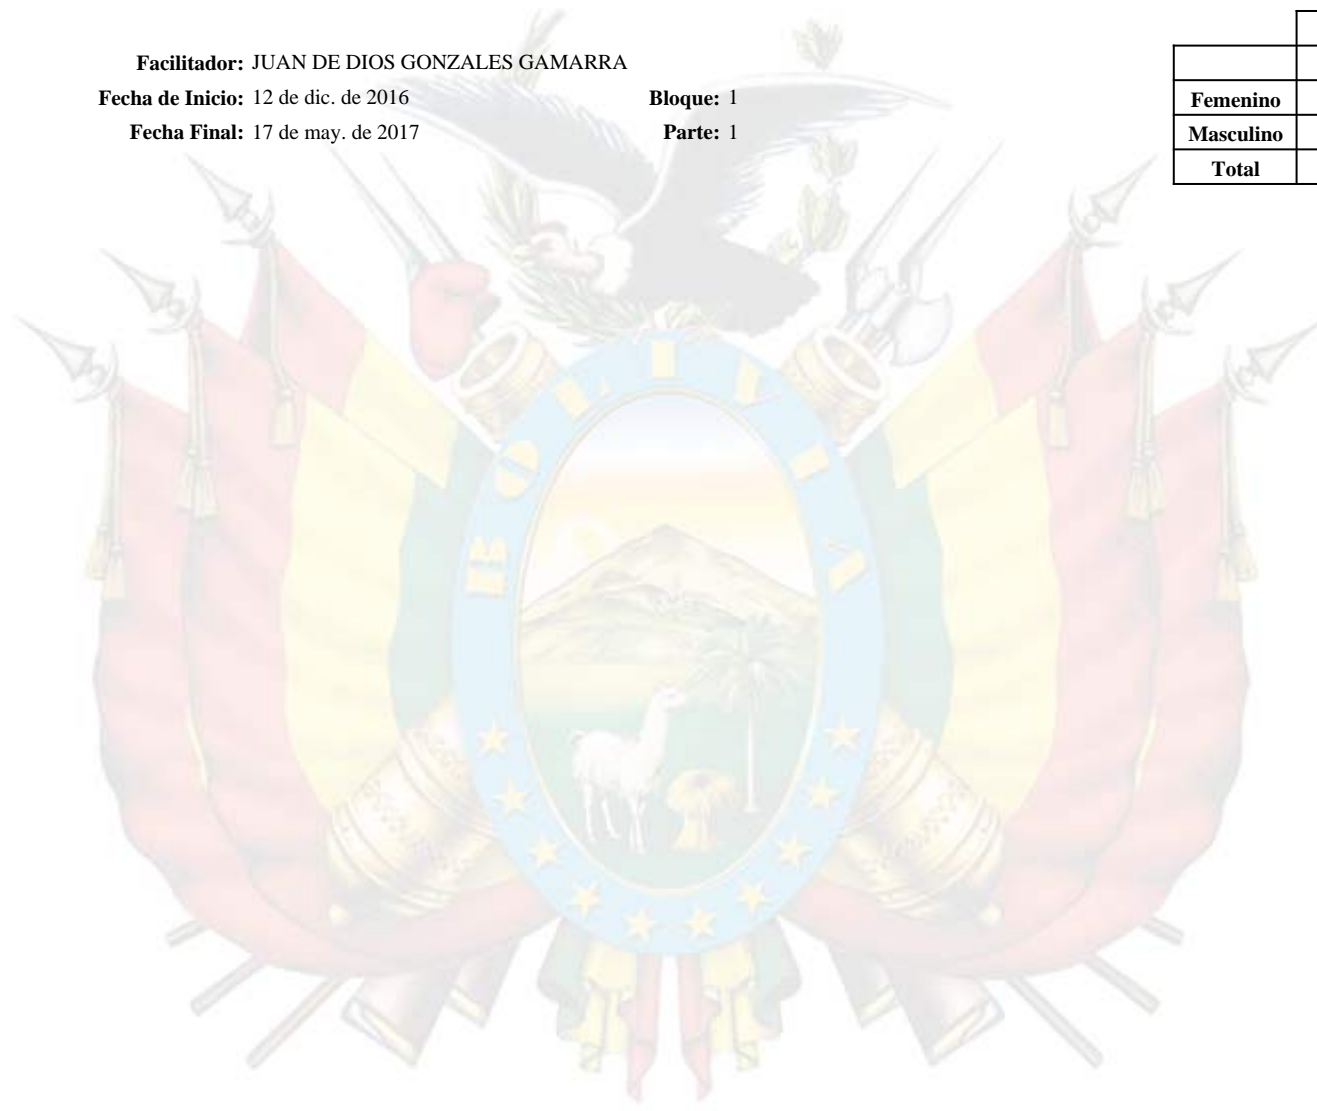 Facilitador: JUAN DE DIOS GONZALES GAMARRA
Fecha de Inicio: 12 de dic. de 2016 Bloque: 1
Fecha Final: 17 de may. de 2017 Parte: 1
Femenino
Masculino
Total
BOLIVIA